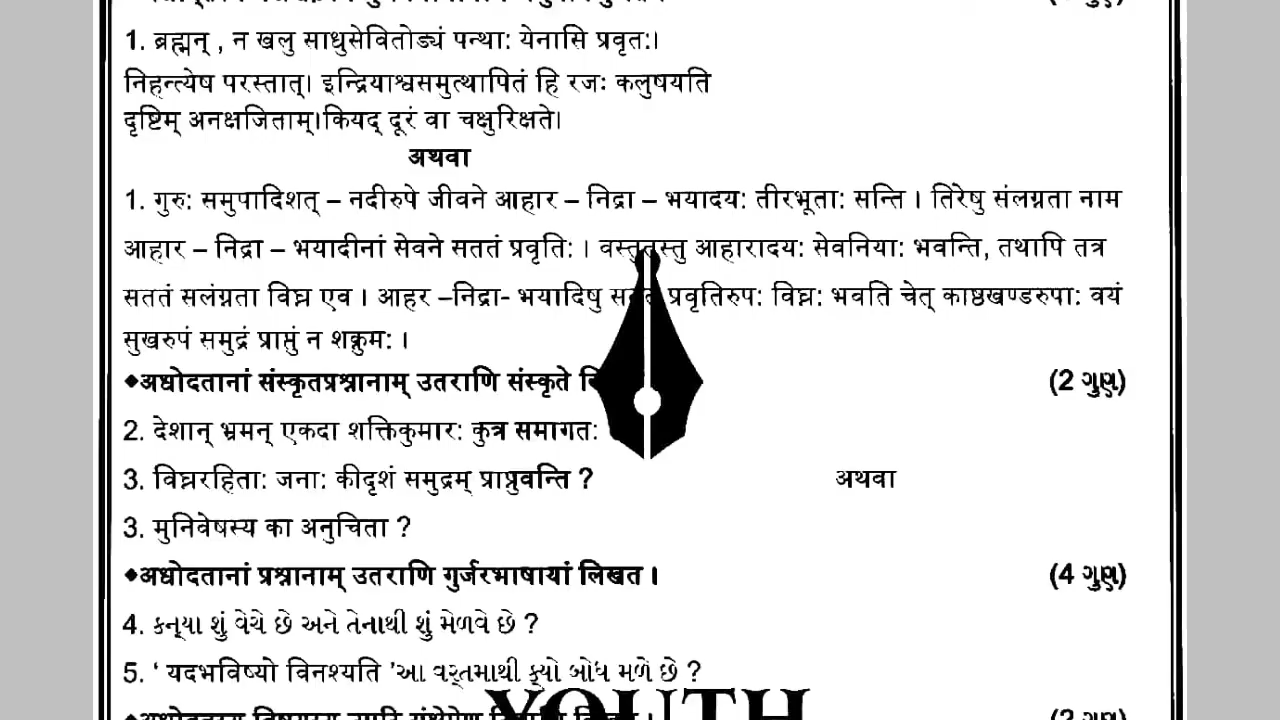 1. ब्रह्मन् , न खलु साधुसेवितोड्यं पन्थाः येनासि प्रवृतः।
निहन्त्येष परस्तात्। इन्द्रियाश्वसमुत्थापितं हि रजः कलुषयति
दृष्टिम् अनक्षजिताम्।कियद् दूरं वा चक्षुरिक्षते।
अथवा
1. गुरुः समुपादिशत् – नदीरुपे जीवने आहार – निद्रा – भयादयः तीरभूताः सन्ति । तिरेषु संलग्नता नाम
आहार – निद्रा – भयादीनां सेवने सततं प्रवृतिः । वस्तुतस्तु आहारादयः सेवनियाः भवन्ति, तथापि तत्र
सततं सलंग्नता विघ्न एव । आहर –निद्रा- भयादिषु प्रवृतिरुपः विघ्नः भवति चेत् काष्ठखण्डरुपाः वयं
सुखरुपं समुद्रं प्राप्तुं न शक्नुमः ।
•अधोदतानां संस्कृतप्रश्नानाम् उतराणि संस्कृते (2 ગુણ)
2. देशान् भ्रमन् एकदा शक्तिकुमारः कुत्र समागतः
3. विघ्नरहिताः जनाः कीदृशं समुद्रम् प्राप्नुवन्ति ? अथवा
3. मुनिवेषस्य का अनुचिता ?
•अधोदतानां प्रश्नानाम् उतराणि गुर्जरभाषायां लिखत । (4 ગુણ)
4. કન્યા શું વેચે છે અને તેનાથી શું મેળવે છે ?
5. ' यदभविष्यो विनश्यति 'આ વાર્તામાથી ક્યો બોધ મળે છે ?
YOUTH